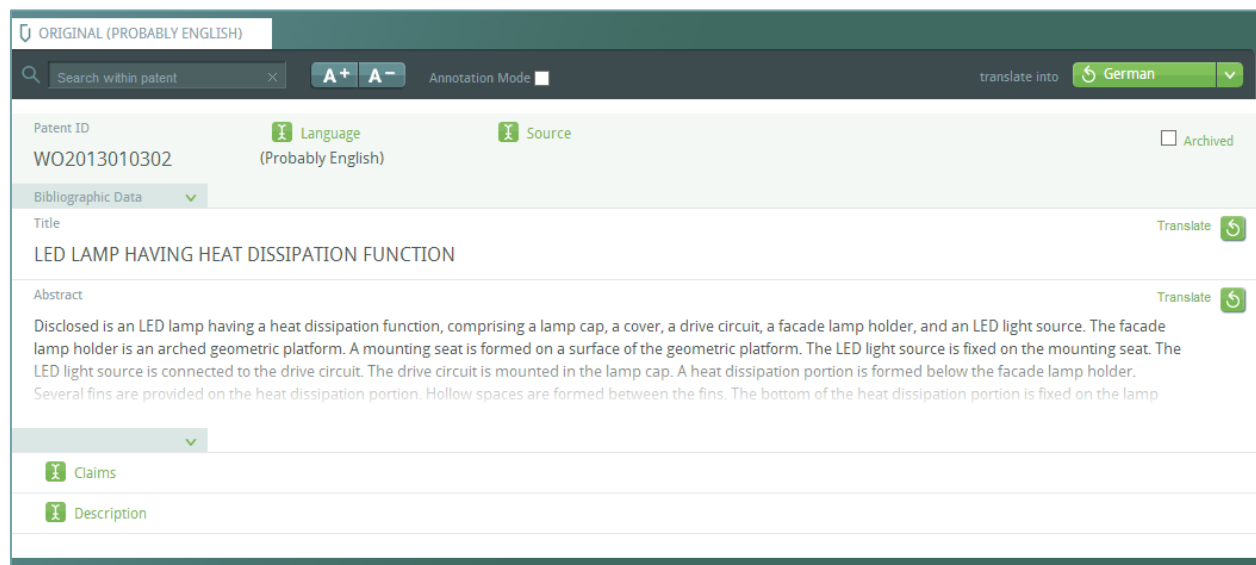 ORIGINAL (PROBABLY ENGLISH)
Search within patent
A+ A-
Annotation Mode
translate into
German
Patent ID
Language
Source
Archived
WO2013010302
(Probably English)
Bibliographic Data
Title
Translate
LED LAMP HAVING HEAT DISSIPATION FUNCTION
Abstract
Translate
Disclosed is an LED lamp having a heat dissipation function, comprising a lamp cap, a cover, a drive circuit, a facade lamp holder, and an LED light source. The facade
lamp holder is an arched geometric platform. A mounting seat is formed on a surface of the geometric platform. The LED light source is fixed on the mounting seat. The
LED light source is connected to the drive circuit. The drive circuit is mounted in the lamp cap. A heat dissipation portion is formed below the facade lamp holder.
Several fins are provided on the heat dissipation portion. Hollow spaces are formed between the fins. The bottom of the heat dissipation portion is fixed on the lamp
Claims
Description